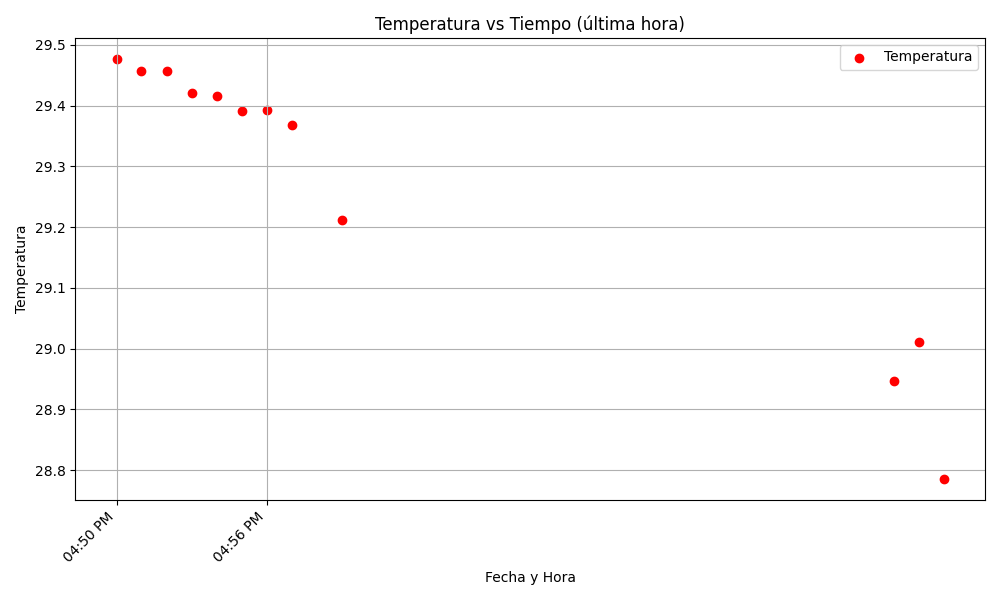 Temperatura vs Tiempo (última hora)
Temperatura
29.5
29.4
29.3
29.2
29.1
29.0
28.9
28.8
Temperatura
04:50 PM
04:56 PM
Fecha y Hora